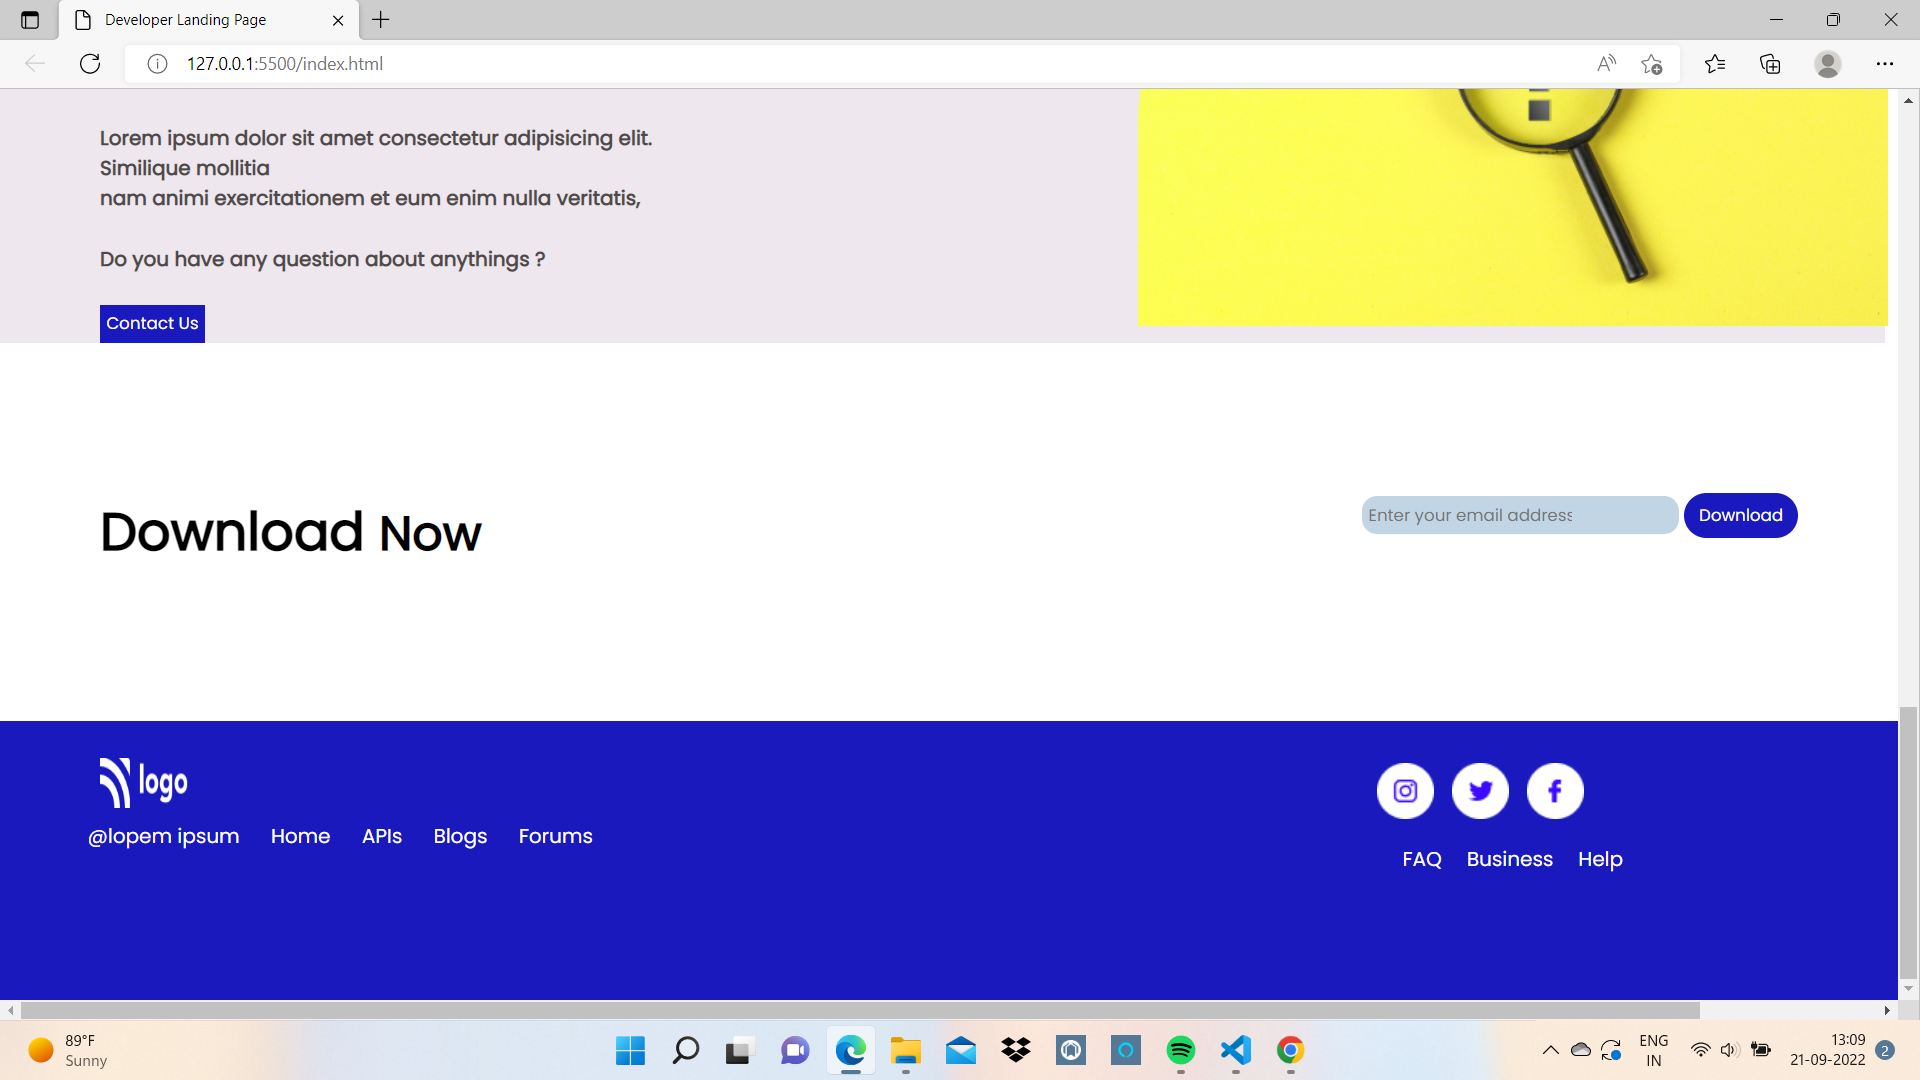 Developer Landing Page
127.0.0.1:5500/index.html
Lorem ipsum dolor sit amet consectetur adipisicing elit.
Similique mollitia
nam animi exercitationem et eum enim nulla veritatis,
Do you have any question about anythings ?
Contact Us
Download Now
Enter your email address
Download
logo
@lopem ipsum Home APIs Blogs Forums
FAQ Business Help
89°F
Sunny
ENG
IN
13:09
21-09-2022
2